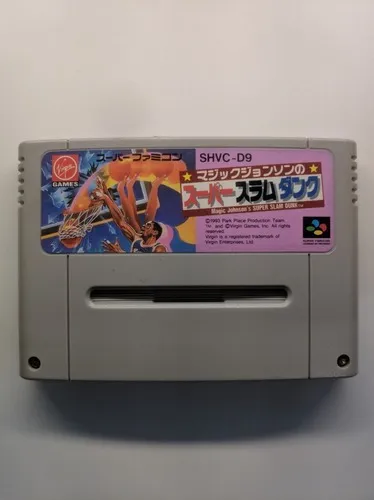 Virgin
GAMES
スーパーファミコン
SHVC-D9
マジックジョンソンの
スーパースラムダンク
Magic Johnson's SUPER SLAM DUNK™
©1993 Park Place Production Team.
™ and ©Virgin Games, Inc. All rights
reserved.
Virgin is a registered trademark of
Virgin Enterprises, Ltd.